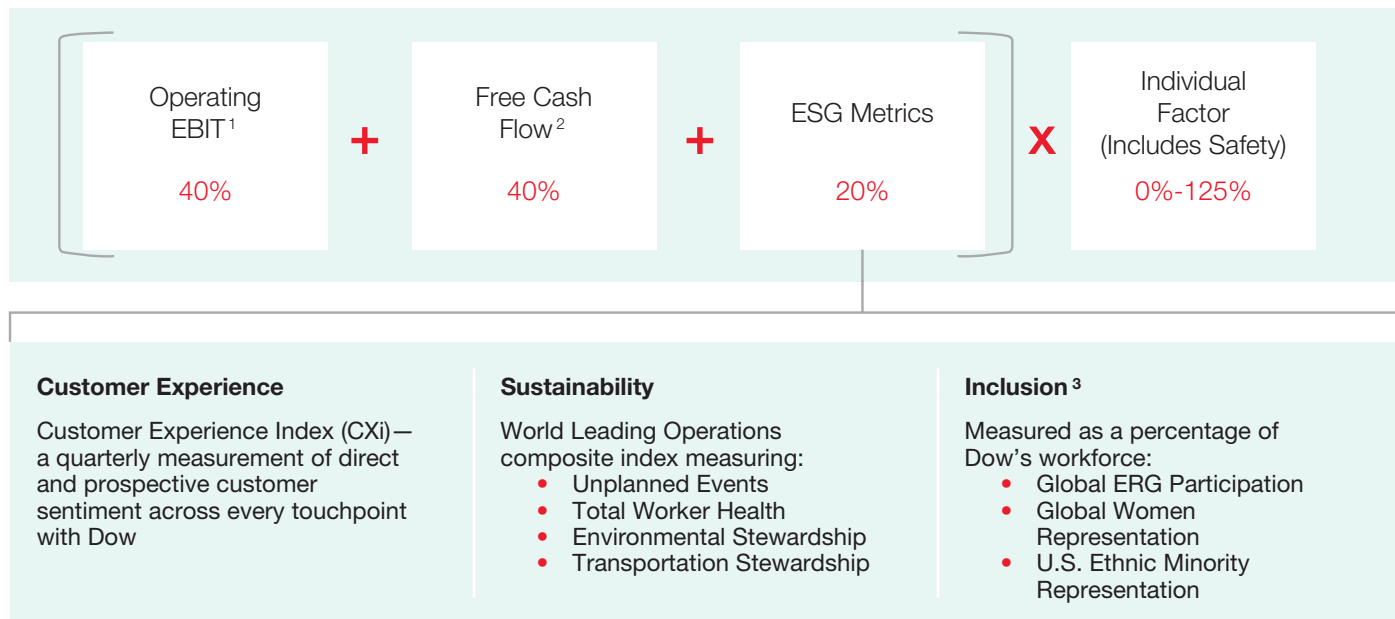 Operating
EBIT 1
40%
+
Free Cash
Flow 2
40%
+
ESG Metrics
20%
X
Individual
Factor
(Includes Safety)
0%-125%
Customer Experience
Customer Experience Index (CXi)—
a quarterly measurement of direct
and prospective customer
sentiment across every touchpoint
with Dow
Sustainability
World Leading Operations
composite index measuring:
• Unplanned Events
• Total Worker Health
• Environmental Stewardship
• Transportation Stewardship
Inclusion 3
Measured as a percentage of
Dow's workforce:
• Global ERG Participation
• Global Women
Representation
• U.S. Ethnic Minority
Representation